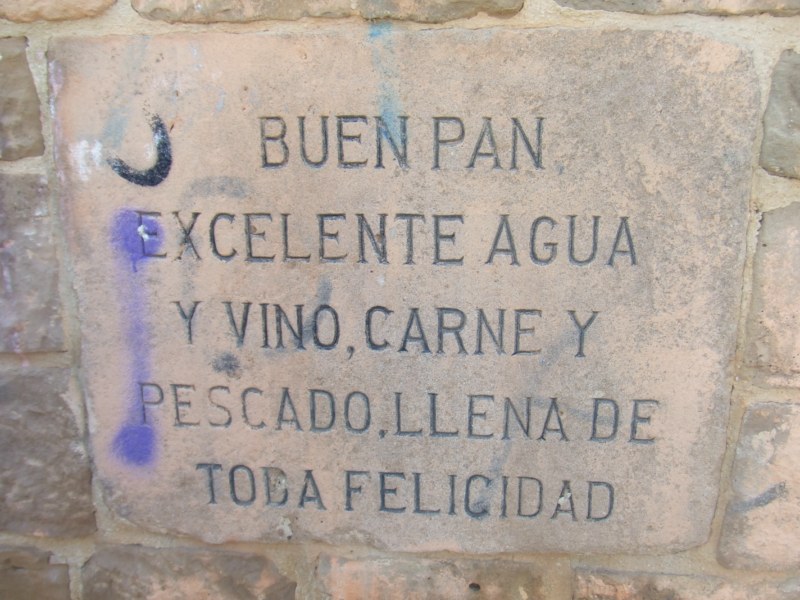 BUEN PAN,
EXCELENTE AGUA
Y VINO, CARNE Y
PESCADO, LLENA DE
TODA FELICIDAD